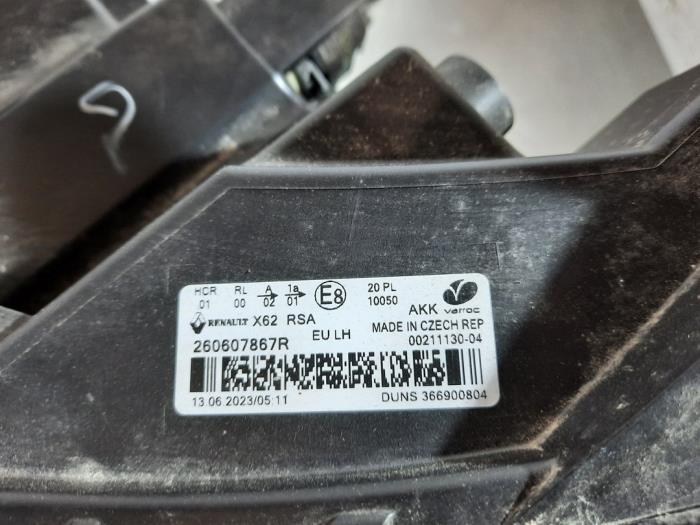 HCR RL A 1a E8 20 PL
01 00 02 01 10050
RENAULT X62 RSA AKK varroc
EU LH MADE IN CZECH REP
260607867R 00211130-04
13.06 2023/05:11 DUNS 366900804